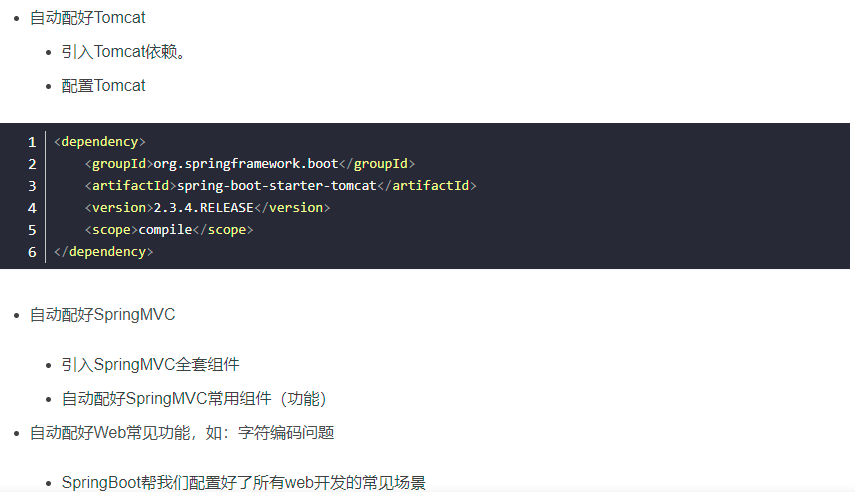 自动配好Tomcat
引入Tomcat依赖。
配置Tomcat
1 <dependency>
2     <groupId>org.springframework.boot</groupId>
3     <artifactId>spring-boot-starter-tomcat</artifactId>
4     <version>2.3.4.RELEASE</version>
5     <scope>compile</scope>
6 </dependency>
自动配好SpringMVC
引入SpringMVC全套组件
自动配好SpringMVC常用组件（功能）
自动配好Web常见功能，如：字符编码问题
SpringBoot帮我们配置好了所有web开发的常见场景